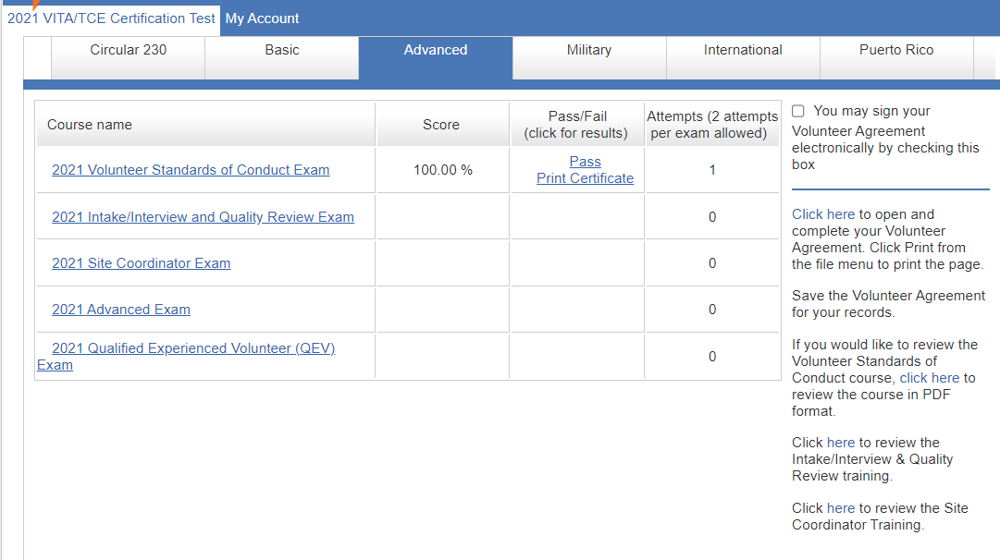 2021 VITA/TCE Certification Test My Account
Circular 230 Basic Advanced Military International Puerto Rico
Course name Score Pass/Fail (click for results) Attempts (2 attempts per exam allowed)
2021 Volunteer Standards of Conduct Exam 100.00 % Pass Print Certificate 1
2021 Intake/Interview and Quality Review Exam 0
2021 Site Coordinator Exam 0
2021 Advanced Exam 0
2021 Qualified Experienced Volunteer (QEV)
Exam 0
You may sign your
Volunteer Agreement
electronically by checking this
box
Click here to open and
complete your Volunteer
Agreement. Click Print from
the file menu to print the page.
Save the Volunteer Agreement
for your records.
If you would like to review the
Volunteer Standards of
Conduct course, click here to
review the course in PDF
format.
Click here to review the
Intake/Interview & Quality
Review training.
Click here to review the Site
Coordinator Training.